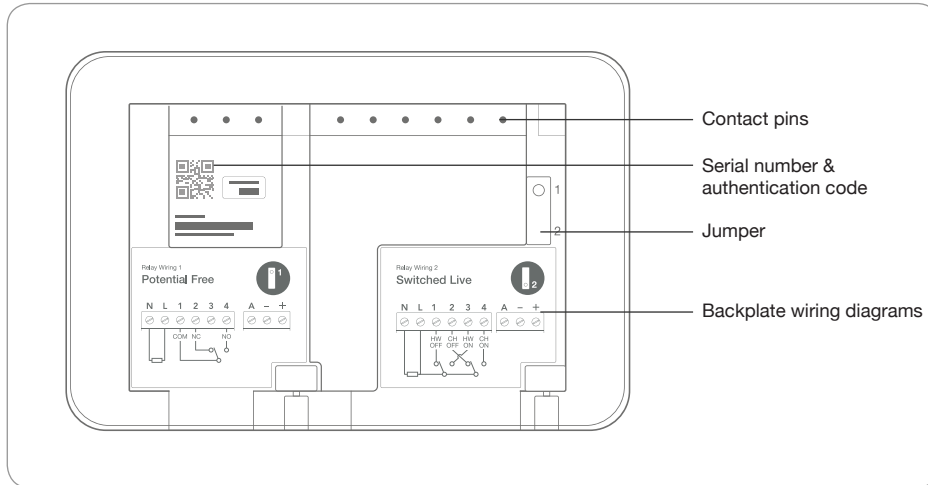 Contact pins
Serial number &
authentication code
1
Jumper
2
Relay Wiring 1
Potential Free
1
N L 1 2 3 4 A – +
COM NC NO
Relay Wiring 2
Switched Live
2
N L 1 2 3 4 A – +
HW CH HW CH
OFF OFF ON ON
Backplate wiring diagrams